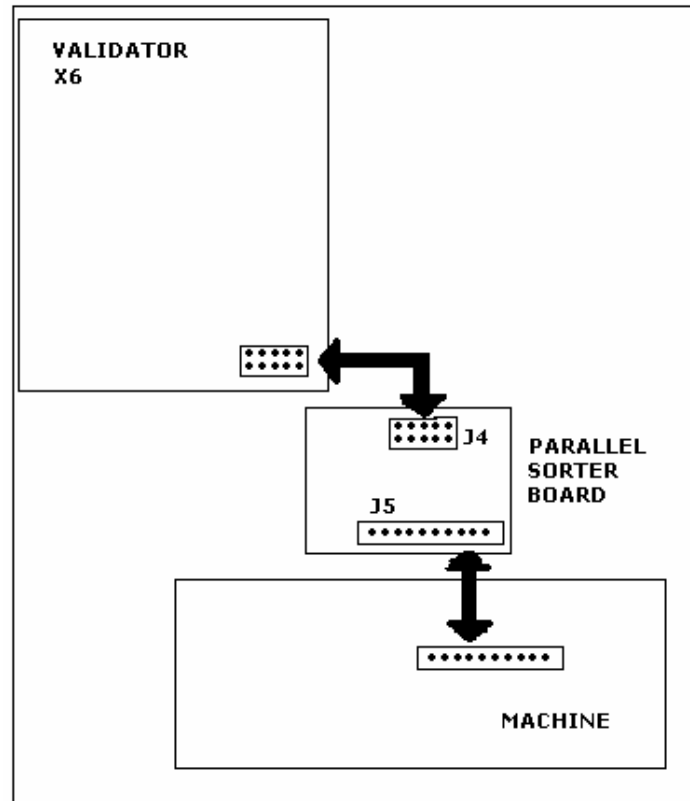 VALIDATOR
X6
J4
PARALLEL
SORTER
BOARD
J5
MACHINE